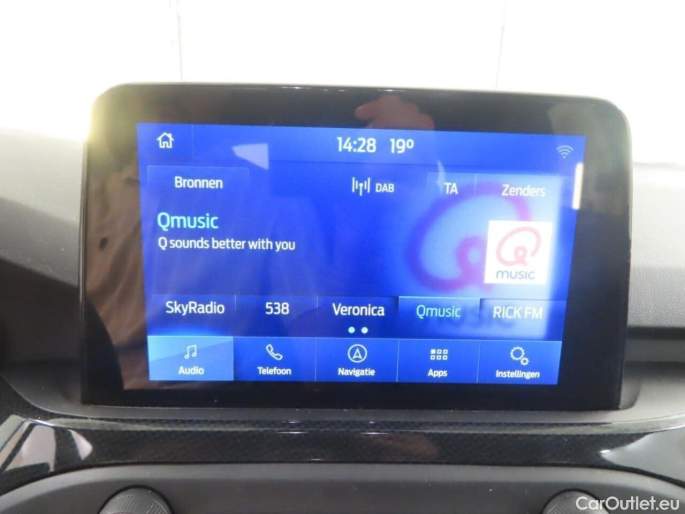 14:28 19°
Bronnen DAB TA Zenders
Qmusic
Q sounds better with you
music
SkyRadio 538 Veronica Qmusic RICK FM
Audio Telefoon Navigatie Apps Instellingen
CarOutlet.eu